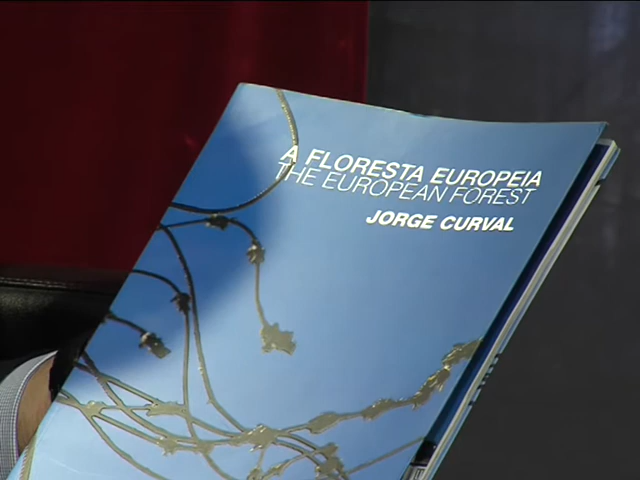 A FLORESTA EUROPEIA
THE EUROPEAN FOREST
JORGE CURVAL